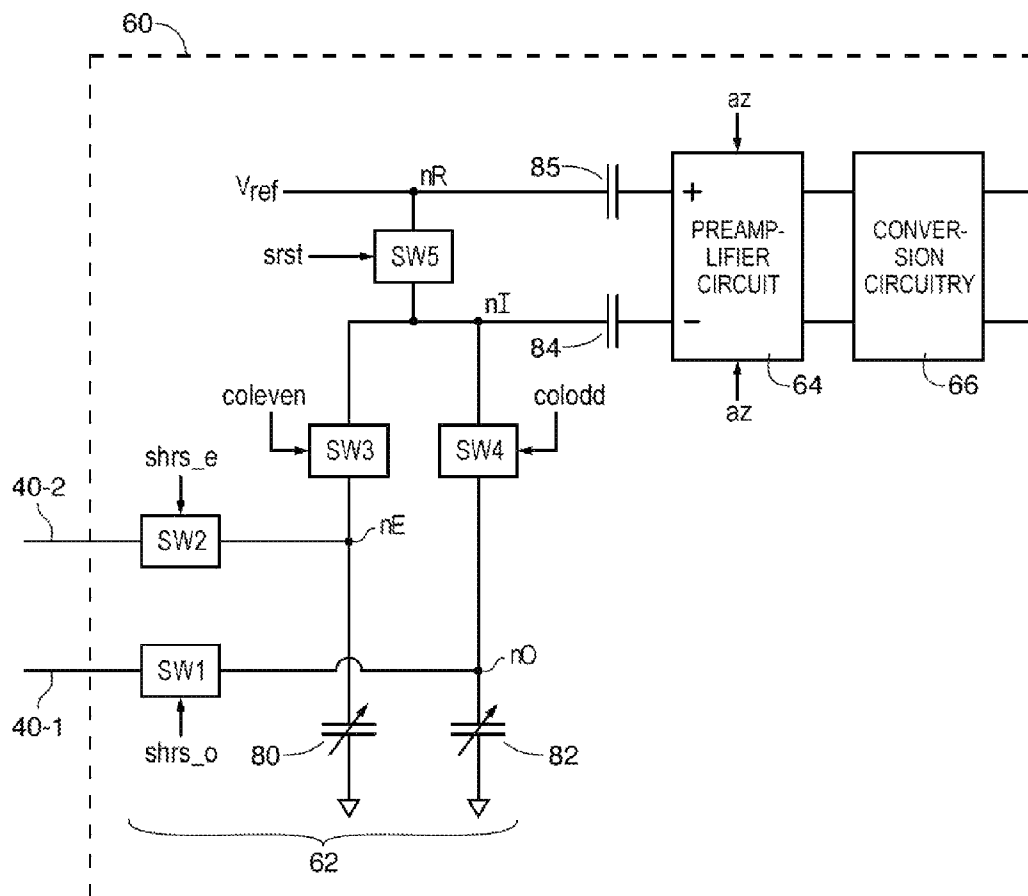 60
az
85
Vref
nR
+
PREAMP-
LIFIER
CIRCUIT
CONVER-
SION
CIRCUITRY
srst
SW5
nI
−
84
64
66
az
coleven
colodd
SW3
SW4
shrs_e
40-2
SW2
nE
SW1
nO
40-1
shrs_o
80
82
62